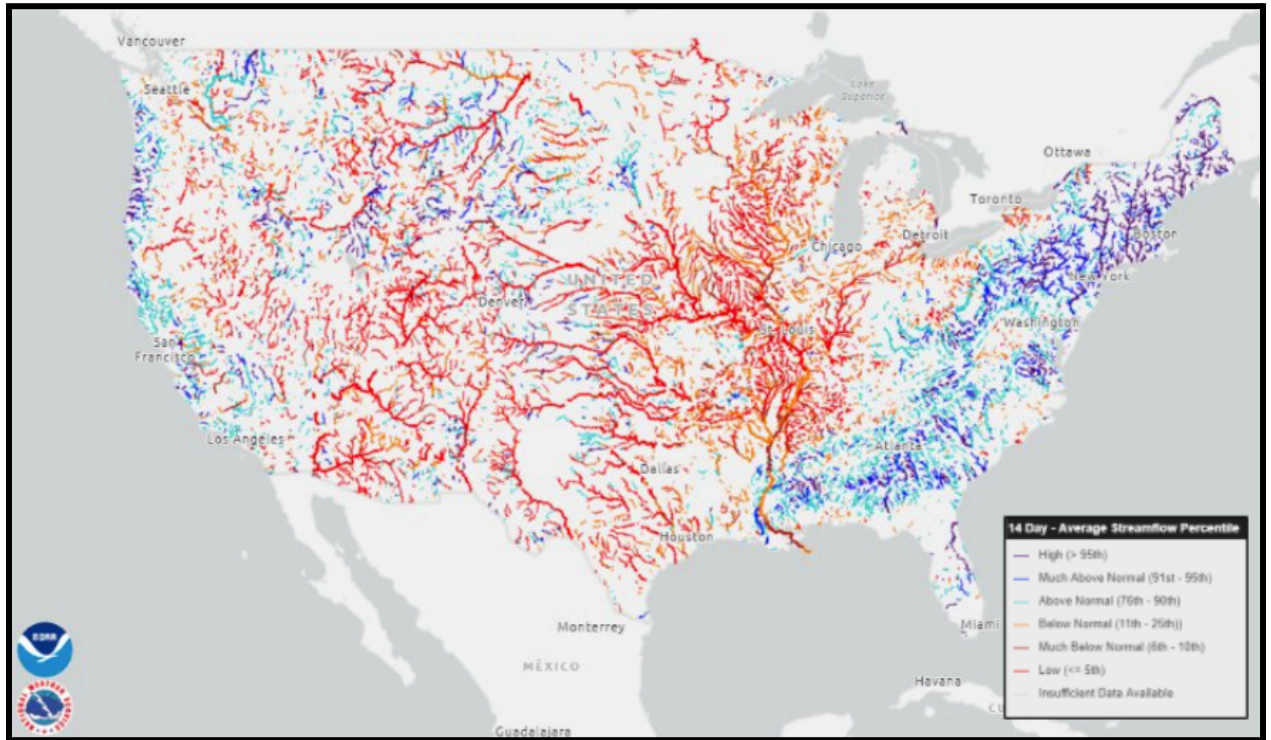 Vancouver
Seattle
Lake
Superior
Ottawa
Toronto
Boston
Detroit
Chicago
New York
UNITED
STATES
Denver
Washington
St. Louis
San
Francisco
Los Angeles
Atlanta
Dallas
Houston
14 Day - Average Streamflow Percentile
High (> 95th)
Much Above Normal (91st - 95th)
Above Normal (76th - 90th)
Below Normal (11th - 25th))
Much Below Normal (6th - 10th)
Low (<= 5th)
Insufficient Data Available
Miami
Monterrey
MÉXICO
Havana
CU
Guadalajara
NOAA